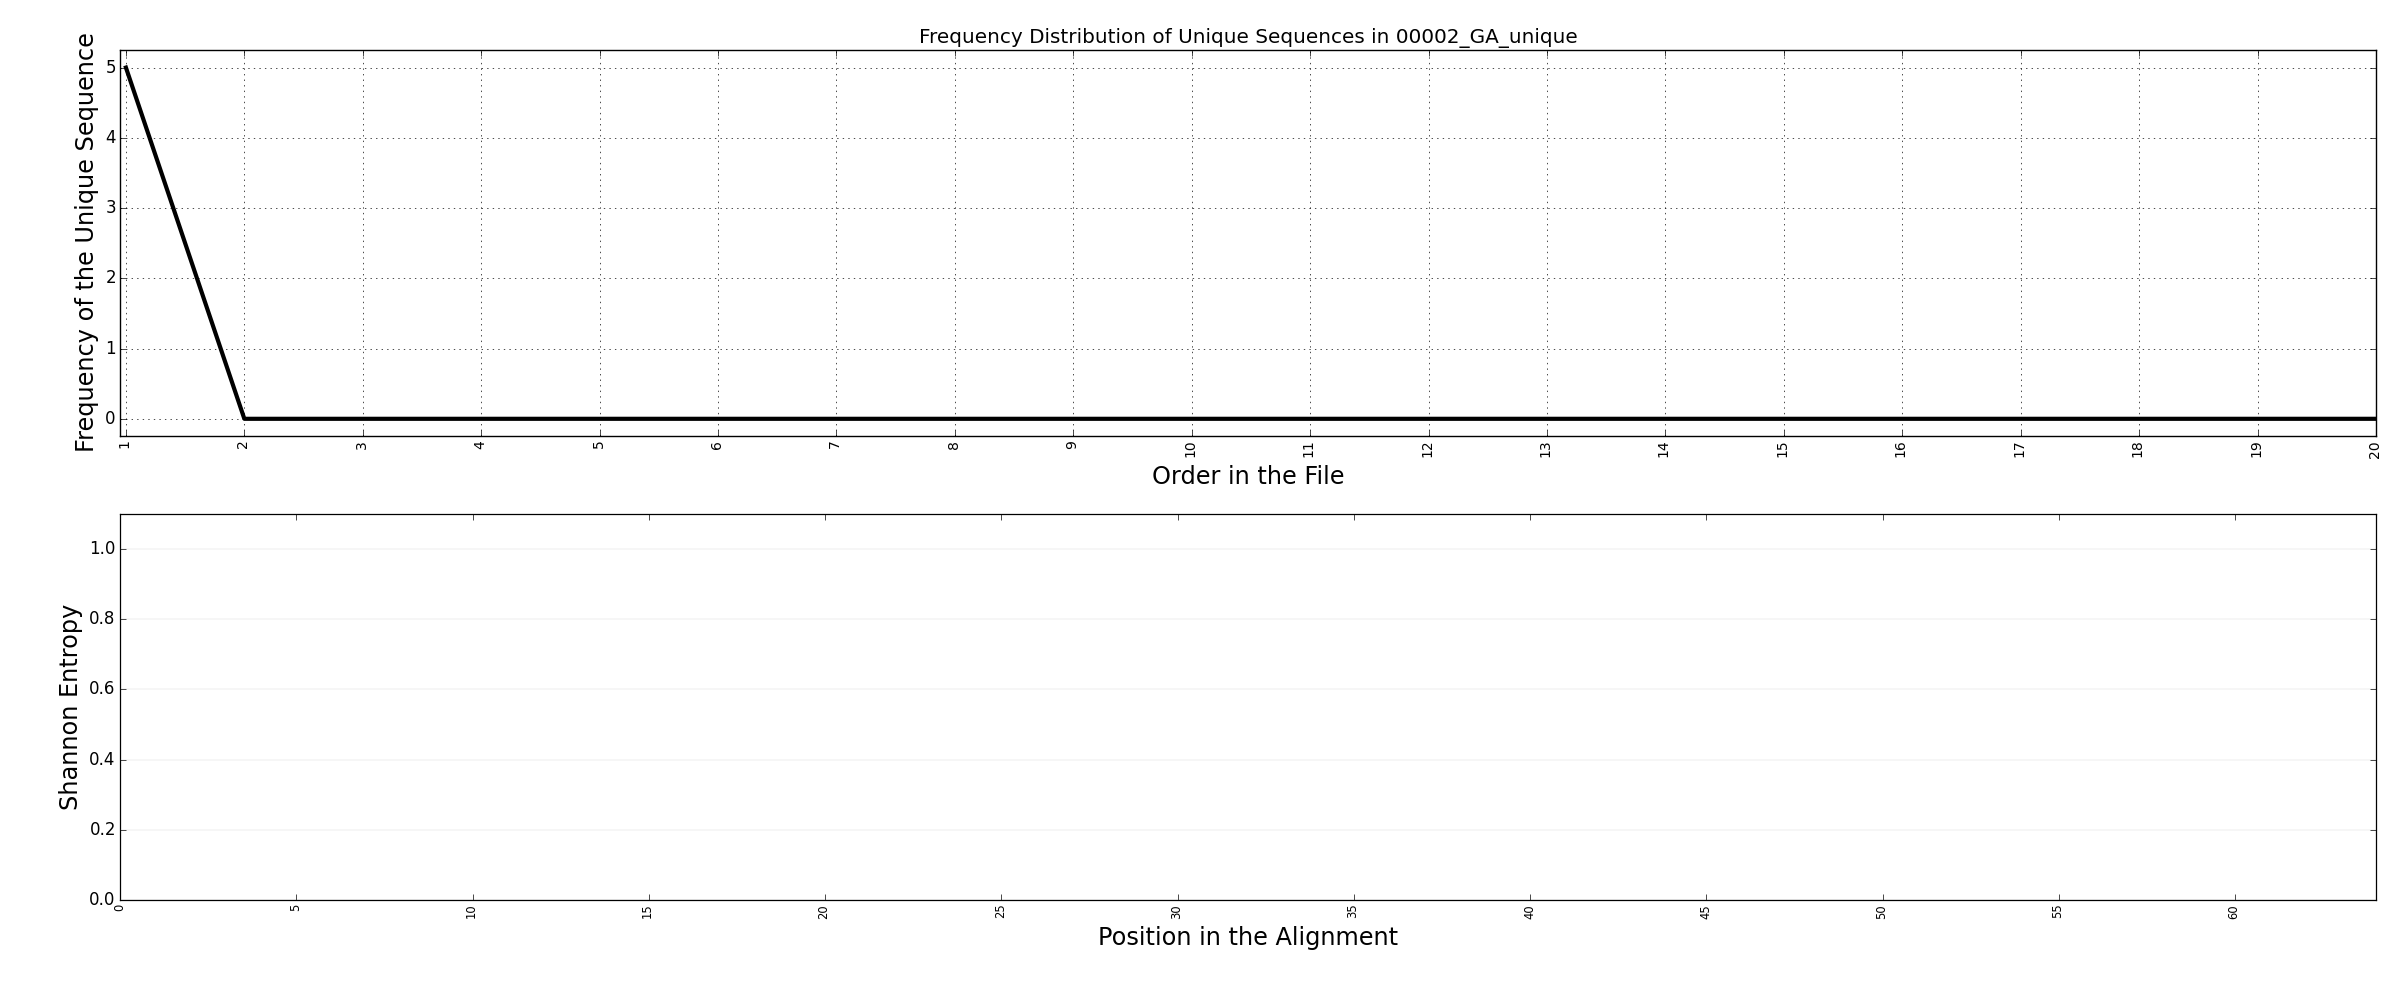 Frequency Distribution of Unique Sequences in 00002_GA_unique
Frequency of the Unique Sequence
5
4
3
2
1
0
1 2 3 4 5 6 7 8 9 10 11 12 13 14 15 16 17 18 19 20
Order in the File
Shannon Entropy
1.0
0.8
0.6
0.4
0.2
0.0
0 5 10 15 20 25 30 35 40 45 50 55 60
Position in the Alignment